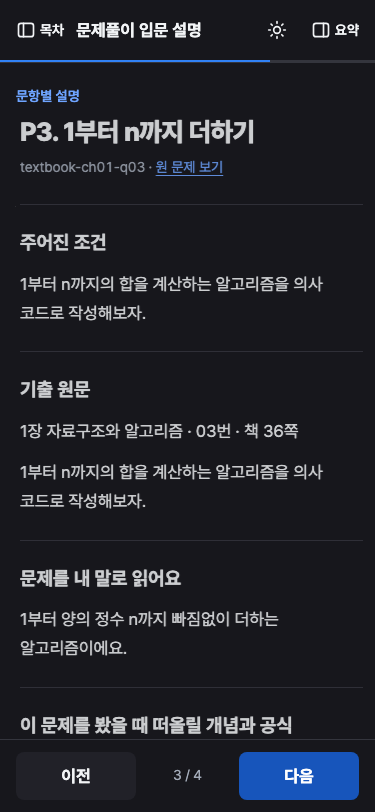 목차 문제풀이 입문 설명 요약
문항별 설명
P3. 1부터 n까지 더하기
textbook-ch01-q03 · 원 문제 보기
주어진 조건
1부터 n까지의 합을 계산하는 알고리즘을 의사
코드로 작성해보자.
기출 원문
1장 자료구조와 알고리즘 · 03번 · 책 36쪽
1부터 n까지의 합을 계산하는 알고리즘을 의사
코드로 작성해보자.
문제를 내 말로 읽어요
1부터 양의 정수 n까지 빠짐없이 더하는
알고리즘이에요.
이 문제를 봤을 때 떠올릴 개념과 공식
이전 3 / 4 다음